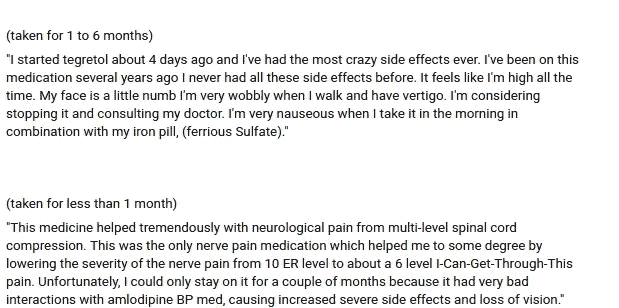 (taken for 1 to 6 months)
"I started tegretol about 4 days ago and I've had the most crazy side effects ever. I've been on this
medication several years ago I never had all these side effects before. It feels like I'm high all the
time. My face is a little numb I'm very wobbly when I walk and have vertigo. I'm considering
stopping it and consulting my doctor. I'm very nauseous when I take it in the morning in
combination with my iron pill, (ferrious Sulfate)."
(taken for less than 1 month)
"This medicine helped tremendously with neurological pain from multi-level spinal cord
compression. This was the only nerve pain medication which helped me to some degree by
lowering the severity of the nerve pain from 10 ER level to about a 6 level I-Can-Get-Through-This
pain. Unfortunately, I could only stay on it for a couple of months because it had very bad
interactions with amlodipine BP med, causing increased severe side effects and loss of vision."